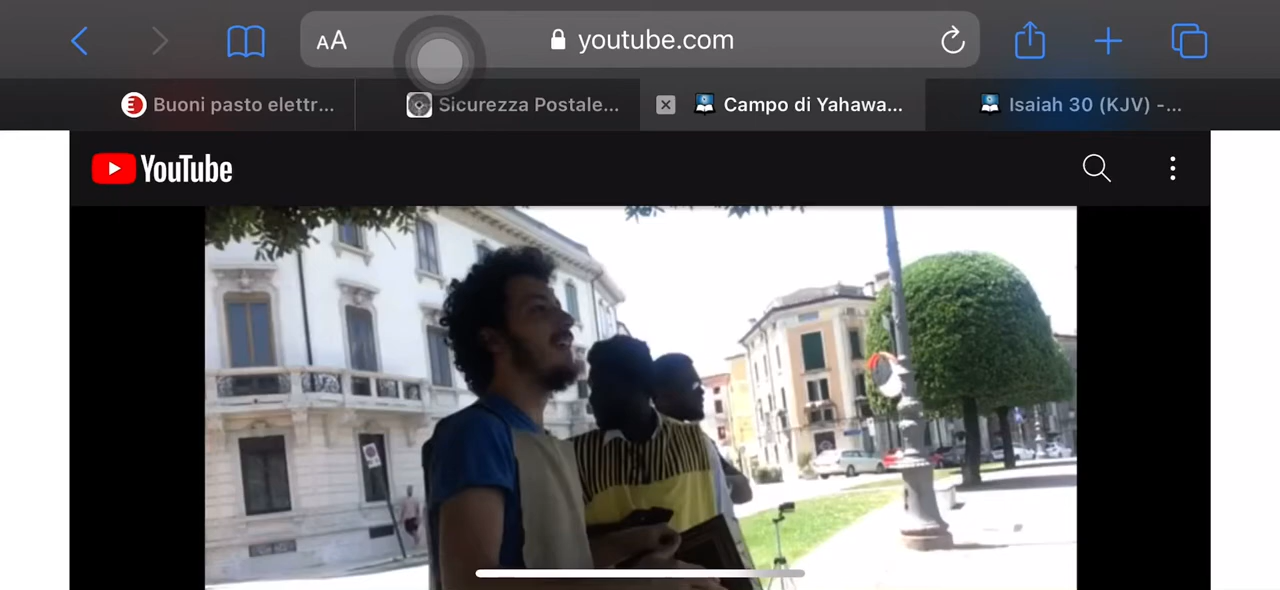 AA
youtube.com
Buoni pasto elettr...
Sicurezza Postale...
Campo di Yahawa...
Isaiah 30 (KJV) -...
YouTube